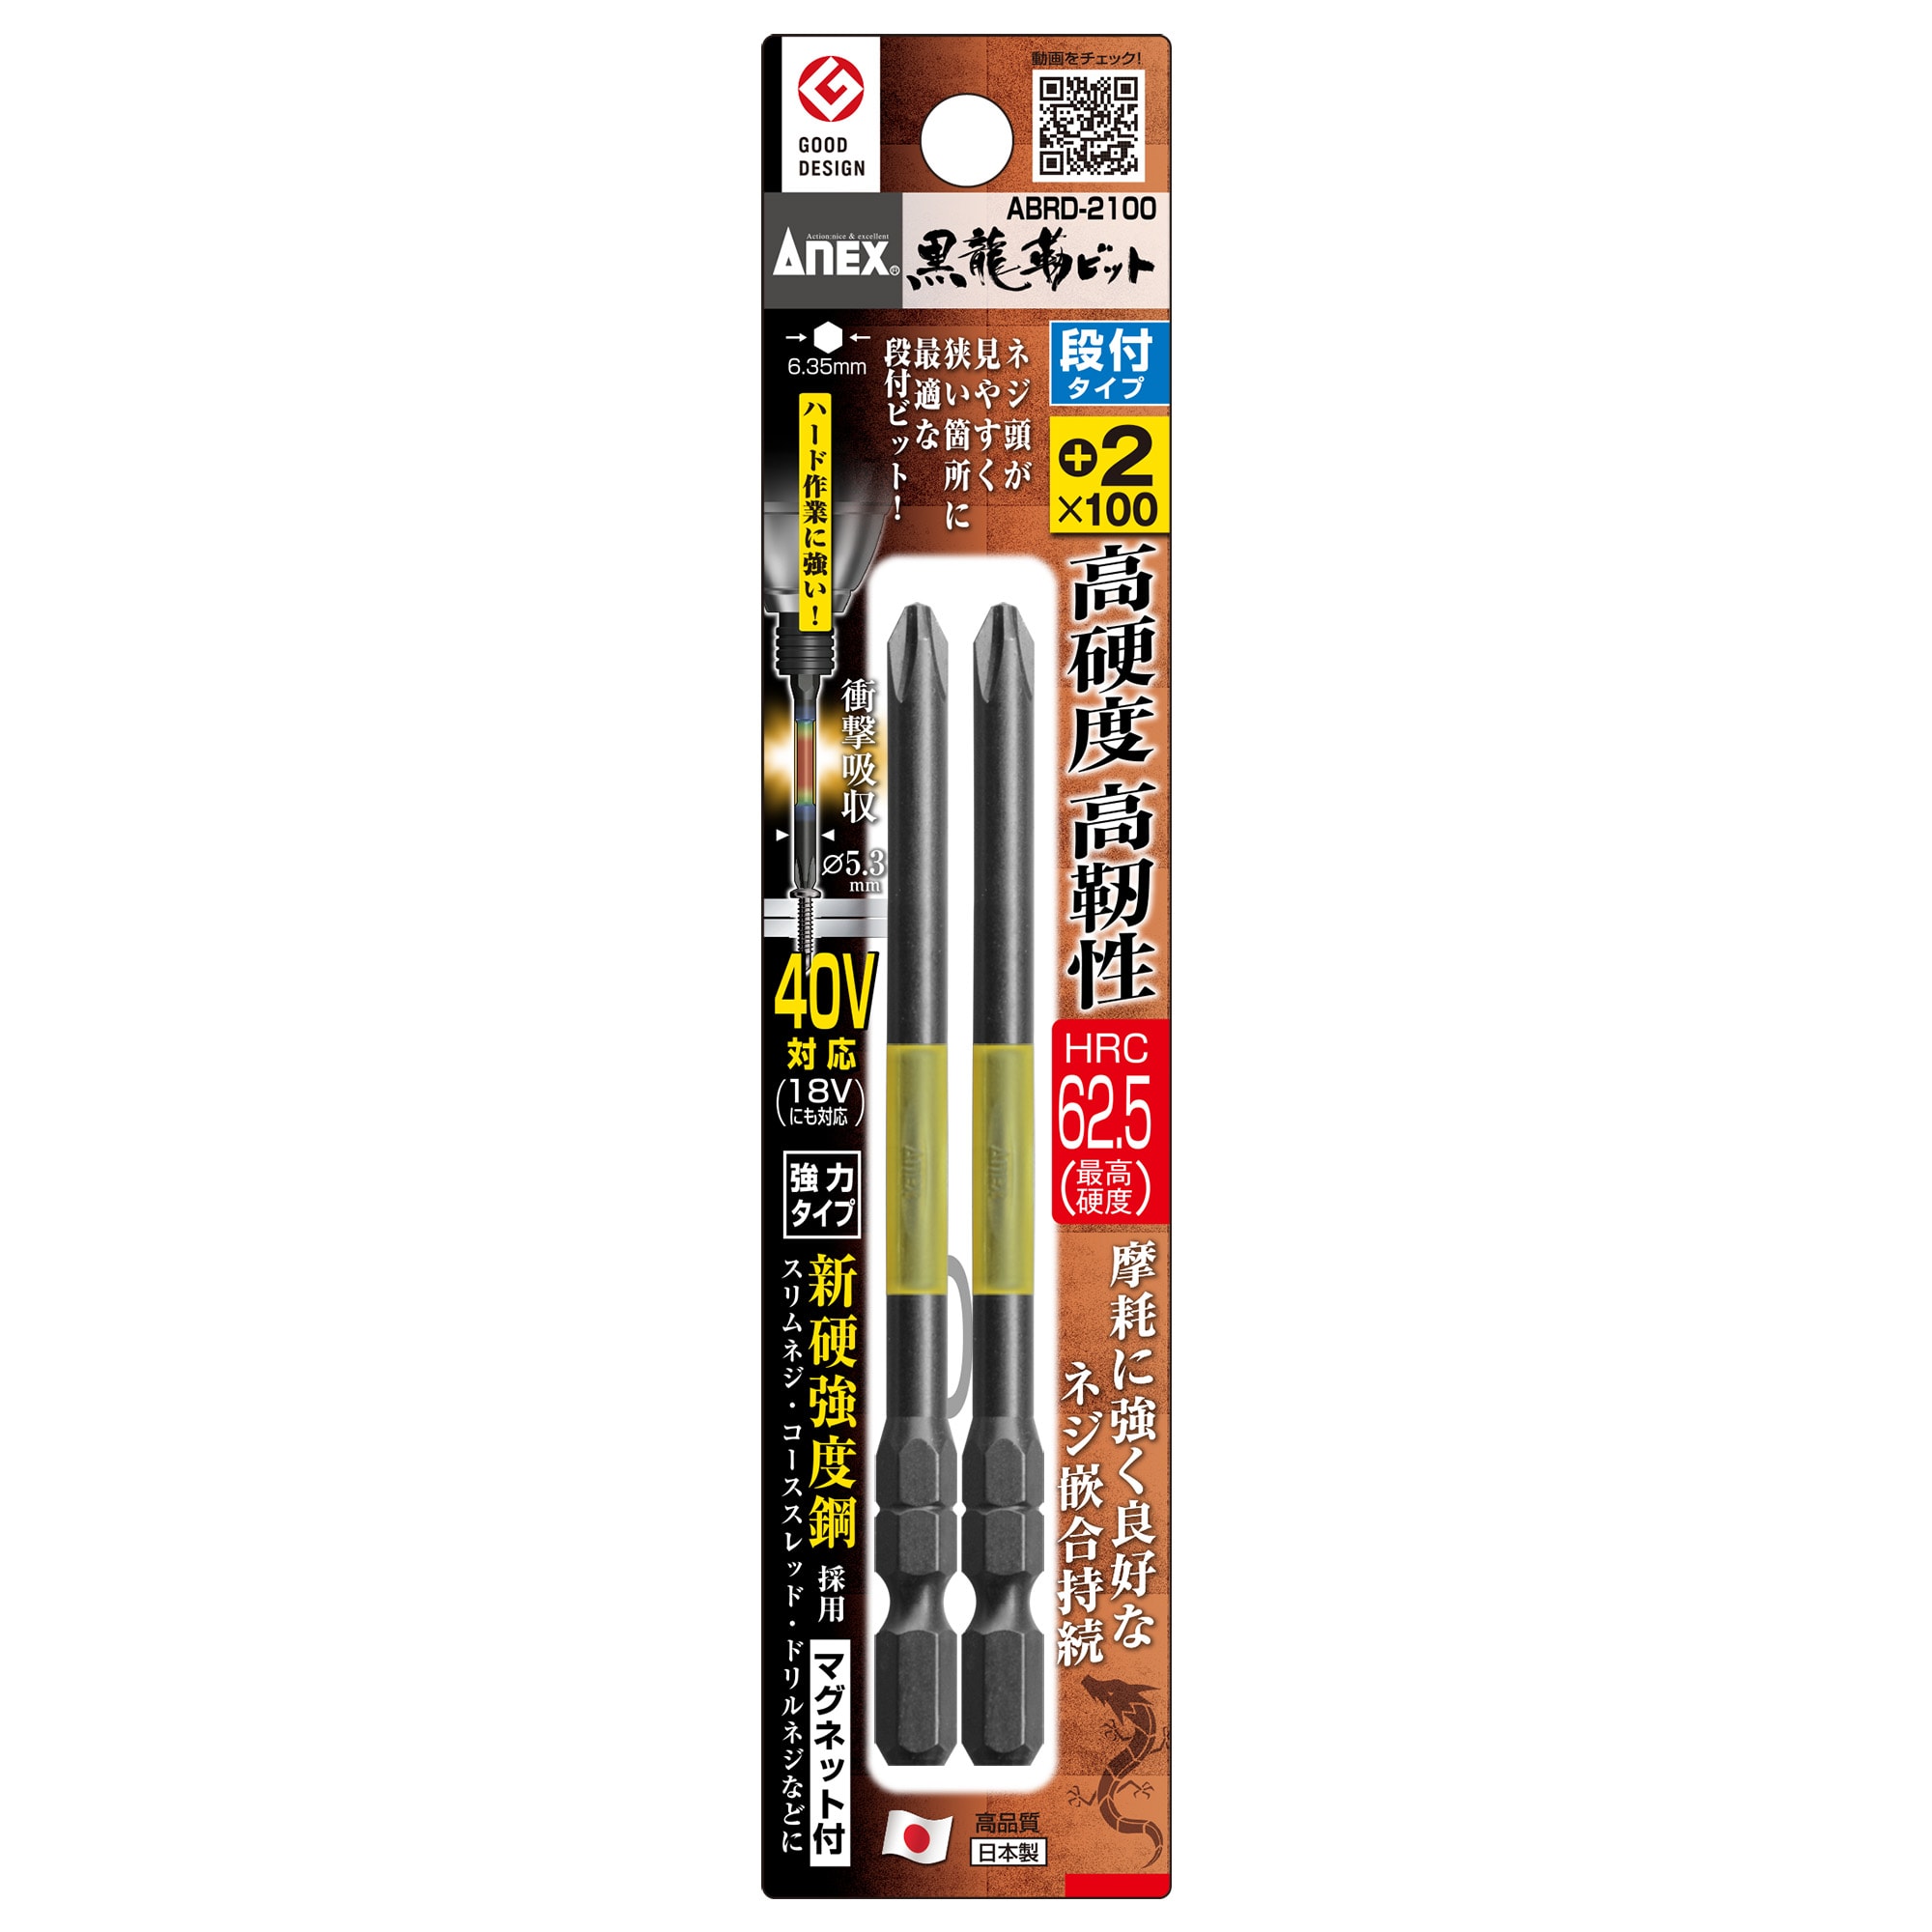 動画をチェック!
GOOD
DESIGN
ABRD-2100
Action:nice & excellent
ANEX®
黒龍靭ビット
6.35mm
ネジ頭が
見やすく
狭い箇所に
最適な
段付ビット!
段付
タイプ
+2
×100
ハード作業に強い!
衝撃吸収
⌀5.3
mm
高硬度 高靭性
40V
対応
(18V
にも対応)
HRC
62.5
(最高
硬度)
強力
タイプ
新硬強度鋼 採用
スリムネジ・コーススレッド・ドリルネジなどに
マグネット付
摩耗に強く良好な
ネジ嵌合持続
高品質
日本製